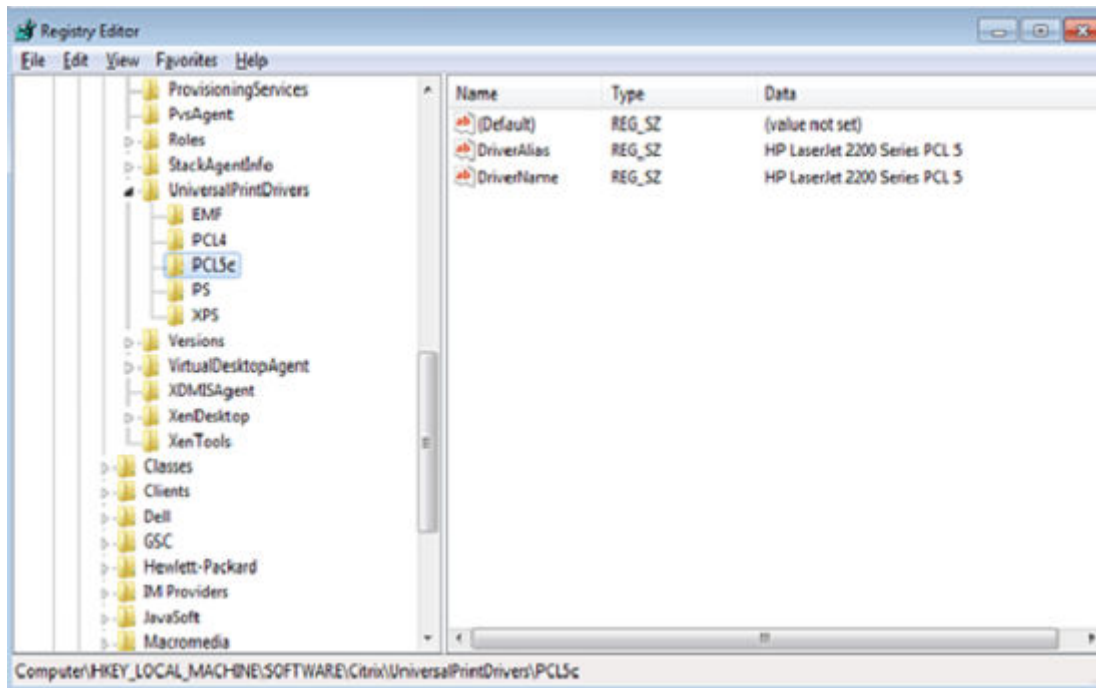 Registry Editor
File Edit View Favorites Help
ProvisioningServices
PvsAgent
Roles
StackAgentInfo
UniversalPrintDrivers
EMF
PCL4
PCL5c
PS
XPS
Versions
VirtualDesktopAgent
XDMISAgent
XenDesktop
XenTools
Classes
Clients
Dell
GSC
Hewlett-Packard
IM Providers
JavaSoft
Macromedia
Name Type Data
(Default) REG_SZ (value not set)
DriverAlias REG_SZ HP LaserJet 2200 Series PCL 5
DriverName REG_SZ HP LaserJet 2200 Series PCL 5
Computer\HKEY_LOCAL_MACHINE\SOFTWARE\Citrix\UniversalPrintDrivers\PCL5c